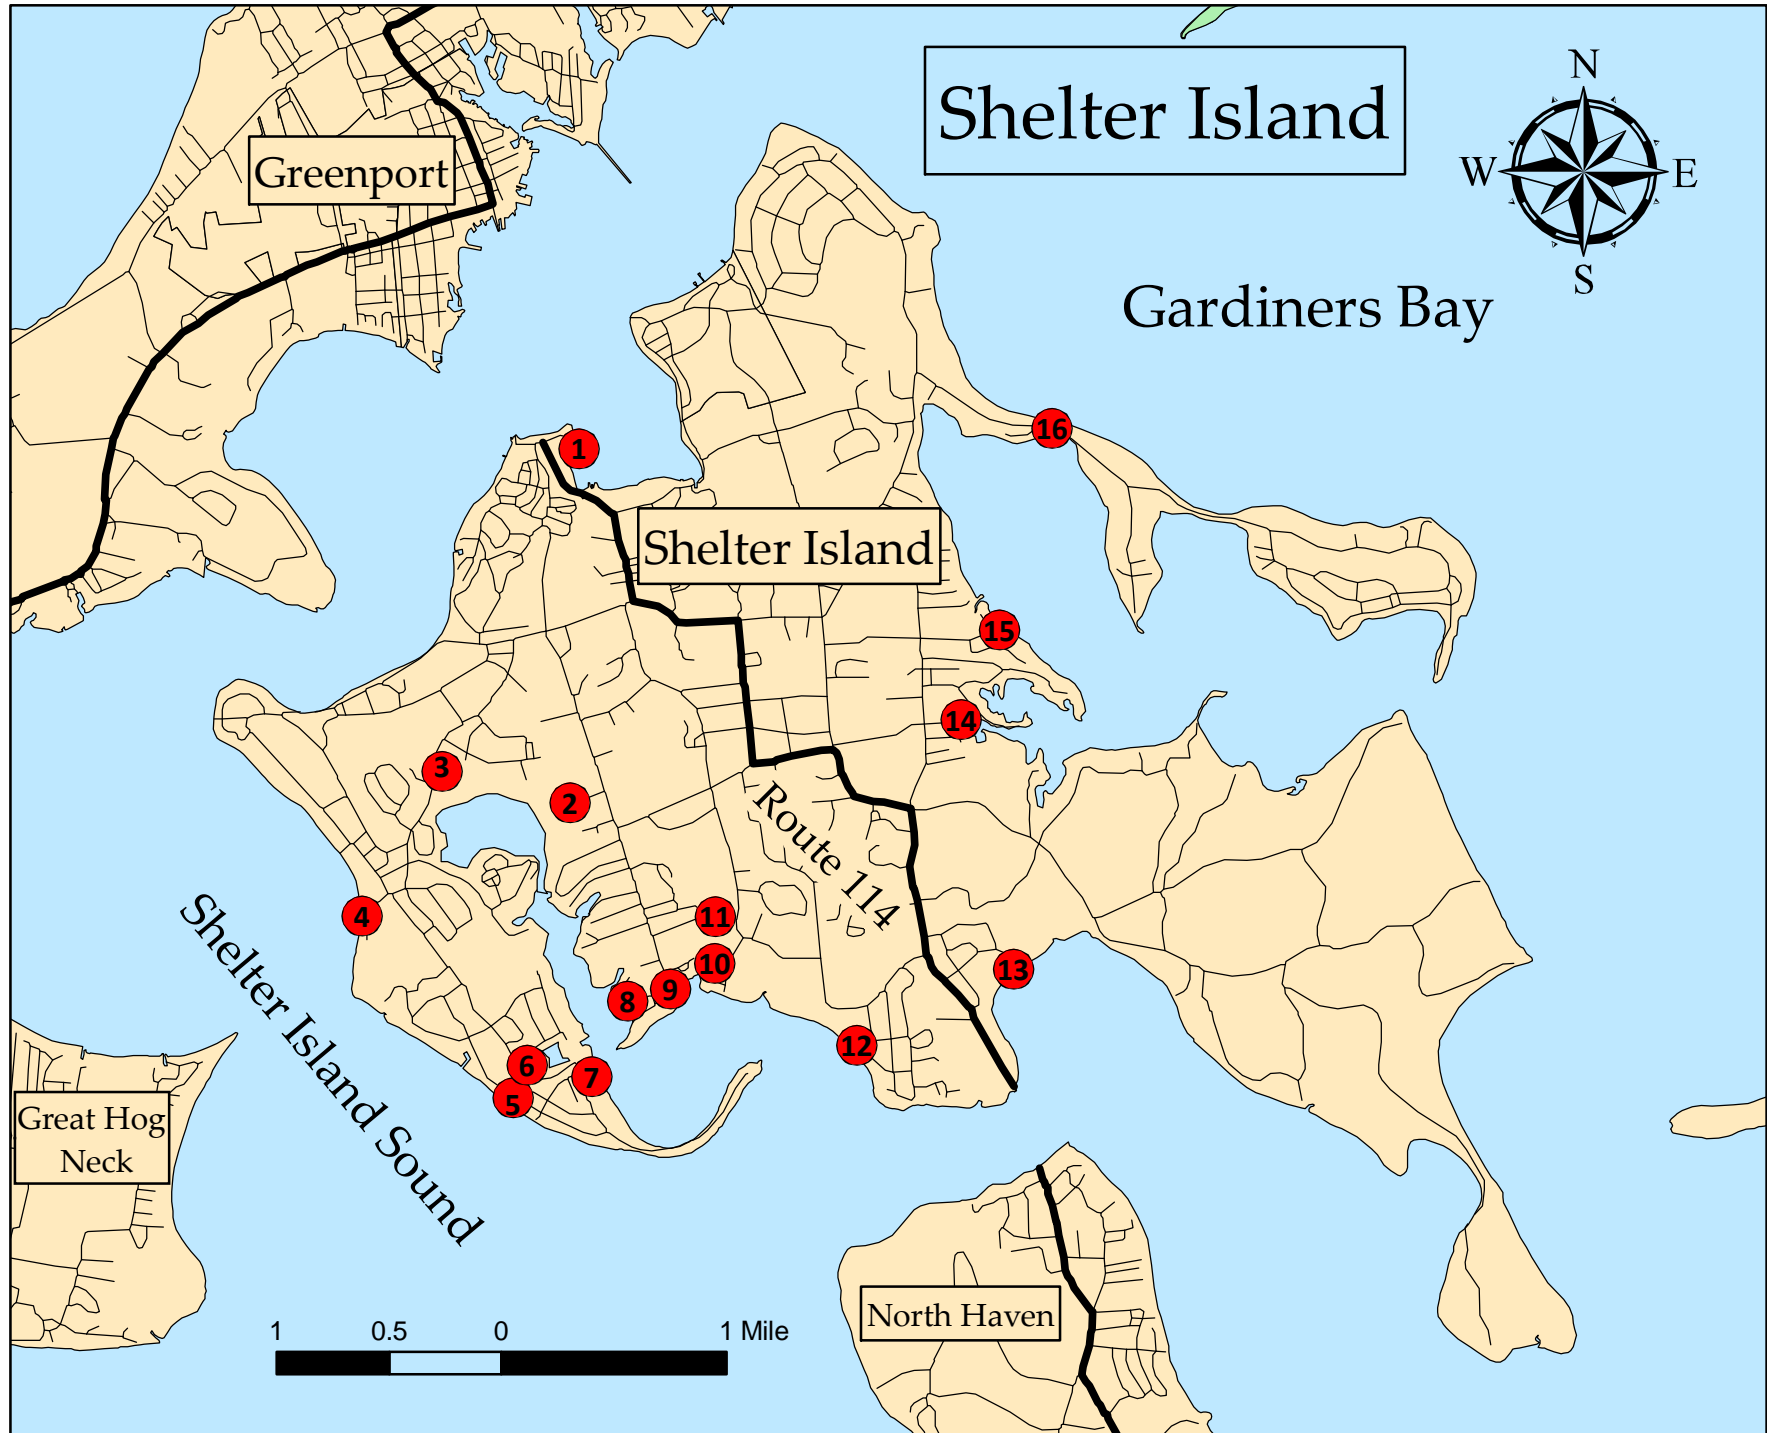 Shelter Island
N
W
E
S
Greenport
Gardiners Bay
16
1
Shelter Island
15
14
3
2
Route 114
4
11
10
13
9
8
12
6
7
5
Shelter Island Sound
Great Hog
Neck
North Haven
1
0.5
0
1 Mile